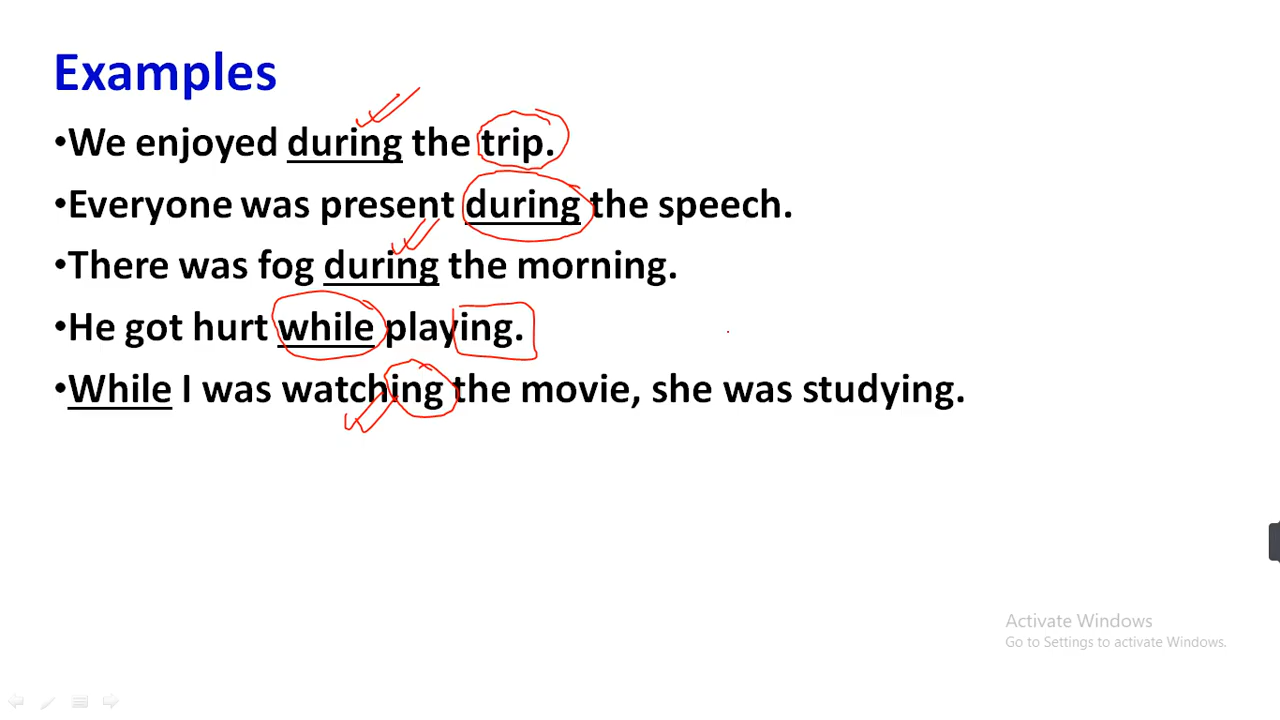 Examples
•We enjoyed during the trip.
•Everyone was present during the speech.
•There was fog during the morning.
•He got hurt while playing.
•While I was watching the movie, she was studying.
Activate Windows
Go to Settings to activate Windows.